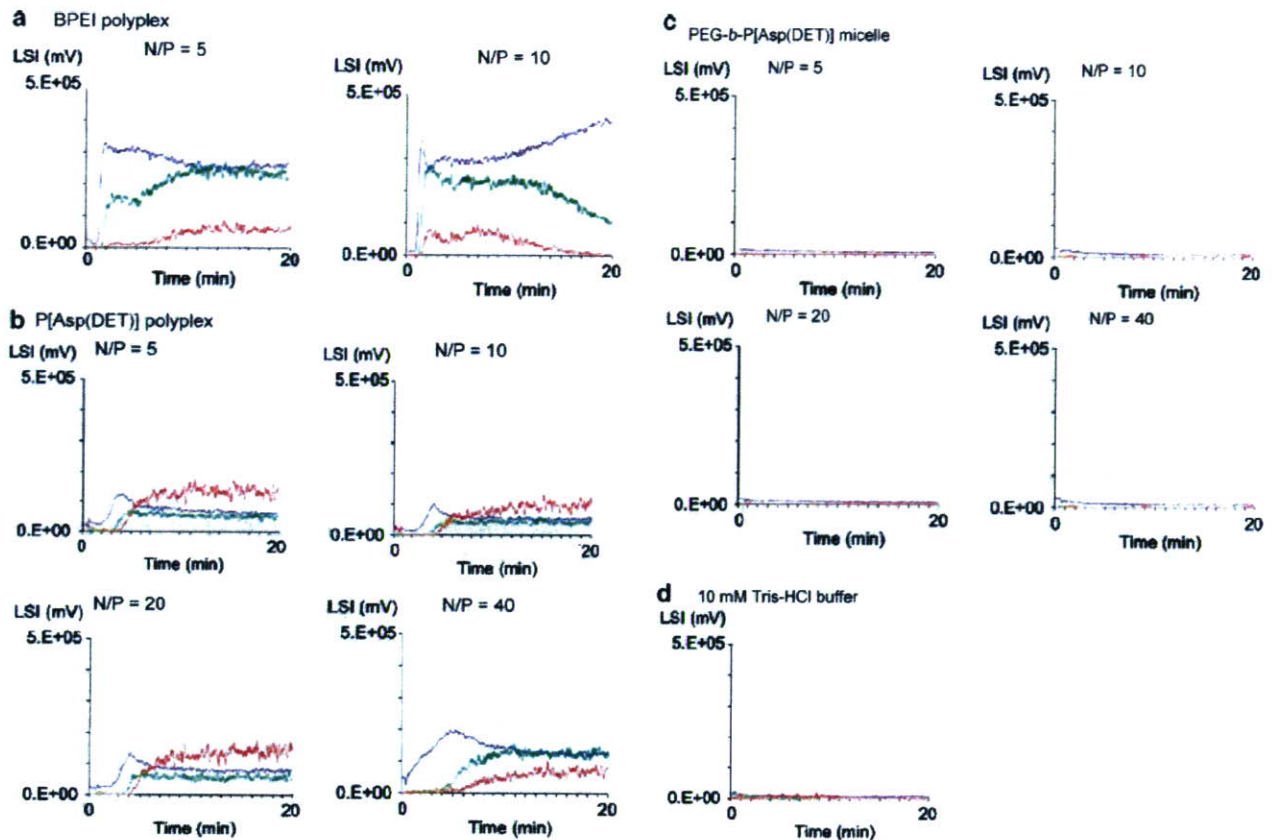 a BPEI polyplex
N/P = 5
LSI (mV)
5.E+05
0.E+00
0
20
Time (min)
N/P = 10
LSI (mV)
5.E+05
0.E+00
0
20
Time (min)
b P[Asp(DET)] polyplex
N/P = 5
LSI (mV)
5.E+05
0.E+00
0
20
Time (min)
N/P = 10
LSI (mV)
5.E+05
0.E+00
0
20
Time (min)
N/P = 20
LSI (mV)
5.E+05
0.E+00
0
20
Time (min)
N/P = 40
LSI (mV)
5.E+05
0.E+00
0
20
Time (min)
c PEG-b-P[Asp(DET)] micelle
N/P = 5
LSI (mV)
5.E+05
0.E+00
0
20
Time (min)
N/P = 10
LSI (mV)
5.E+05
0.E+00
0
20
Time (min)
N/P = 20
LSI (mV)
5.E+05
0.E+00
0
20
Time (min)
N/P = 40
LSI (mV)
5.E+05
0.E+00
0
20
Time (min)
d 10 mM Tris-HCl buffer
LSI (mV)
5.E+05
0.E+00
0
20
Time (min)